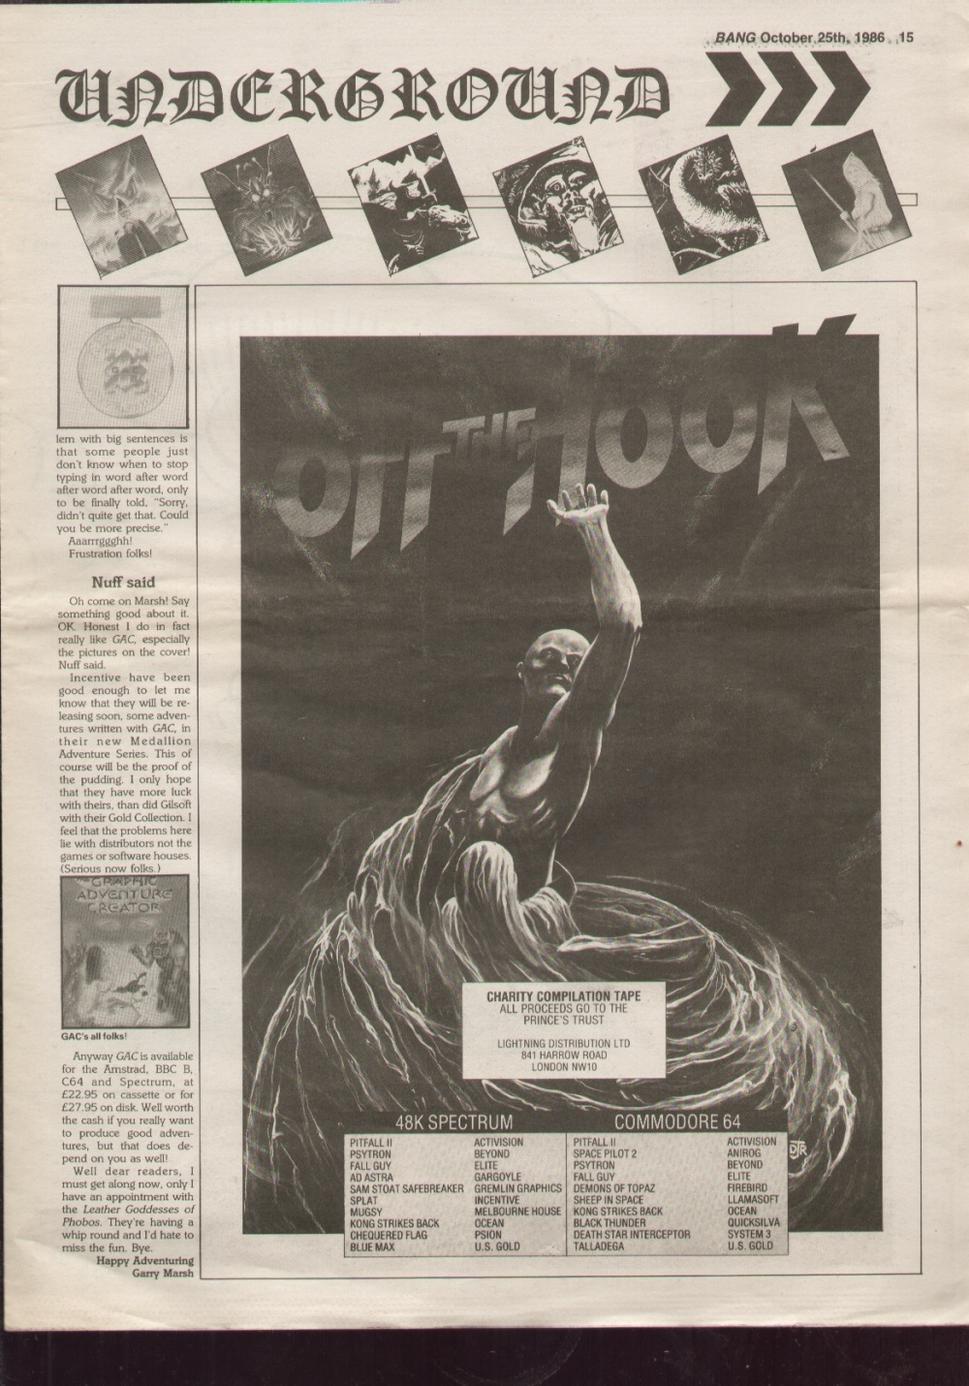 BANG October 25th, 1986 15
UNDERGROUND
lem with big sentences is
that some people just
don't know when to stop
typing in word after word
after word after word, only
to be finally told, "Sorry,
didn't quite get that. Could
you be more precise."
Aaarrrggghh!
Frustration folks!
Nuff said
Oh come on Marsh! Say
something good about it.
OK. Honest I do in fact
really like GAC, especially
the pictures on the cover!
Nuff said.
Incentive have been
good enough to let me
know that they will be re-
leasing soon, some adven-
tures written with GAC, in
their new Medallion
Adventure Series. This of
course will be the proof of
the pudding. I only hope
that they have more luck
with theirs, than did Gilsoft
with their Gold Collection. I
feel that the problems here
lie with distributors not the
games or software houses.
(Serious now folks.)
GRAPHIC
ADVENTURE
CREATOR
GAC's all folks!
Anyway GAC is available
for the Amstrad, BBC B,
C64 and Spectrum, at
£22.95 on cassette or for
£27.95 on disk. Well worth
the cash if you really want
to produce good adven-
tures, but that does de-
pend on you as well!
Well dear readers, I
must get along now, only I
have an appointment with
the Leather Goddesses of
Phobos. They're having a
whip round and I'd hate to
miss the fun. Bye.
Happy Adventuring
Garry Marsh
OFF THE HOOK
CHARITY COMPILATION TAPE
ALL PROCEEDS GO TO THE
PRINCE'S TRUST
LIGHTNING DISTRIBUTION LTD
841 HARROW ROAD
LONDON NW10
48K SPECTRUM
PITFALL II ACTIVISION
PSYTRON BEYOND
FALL GUY ELITE
AD ASTRA GARGOYLE
SAM STOAT SAFEBREAKER GREMLIN GRAPHICS
SPLAT INCENTIVE
MUGSY MELBOURNE HOUSE
KONG STRIKES BACK OCEAN
CHEQUERED FLAG PSION
BLUE MAX U.S. GOLD
COMMODORE 64
PITFALL II ACTIVISION
SPACE PILOT 2 ANIROG
PSYTRON BEYOND
FALL GUY ELITE
DEMONS OF TOPAZ FIREBIRD
SHEEP IN SPACE LLAMASOFT
KONG STRIKES BACK OCEAN
BLACK THUNDER QUICKSILVA
DEATH STAR INTERCEPTOR SYSTEM 3
TALLADEGA U.S. GOLD